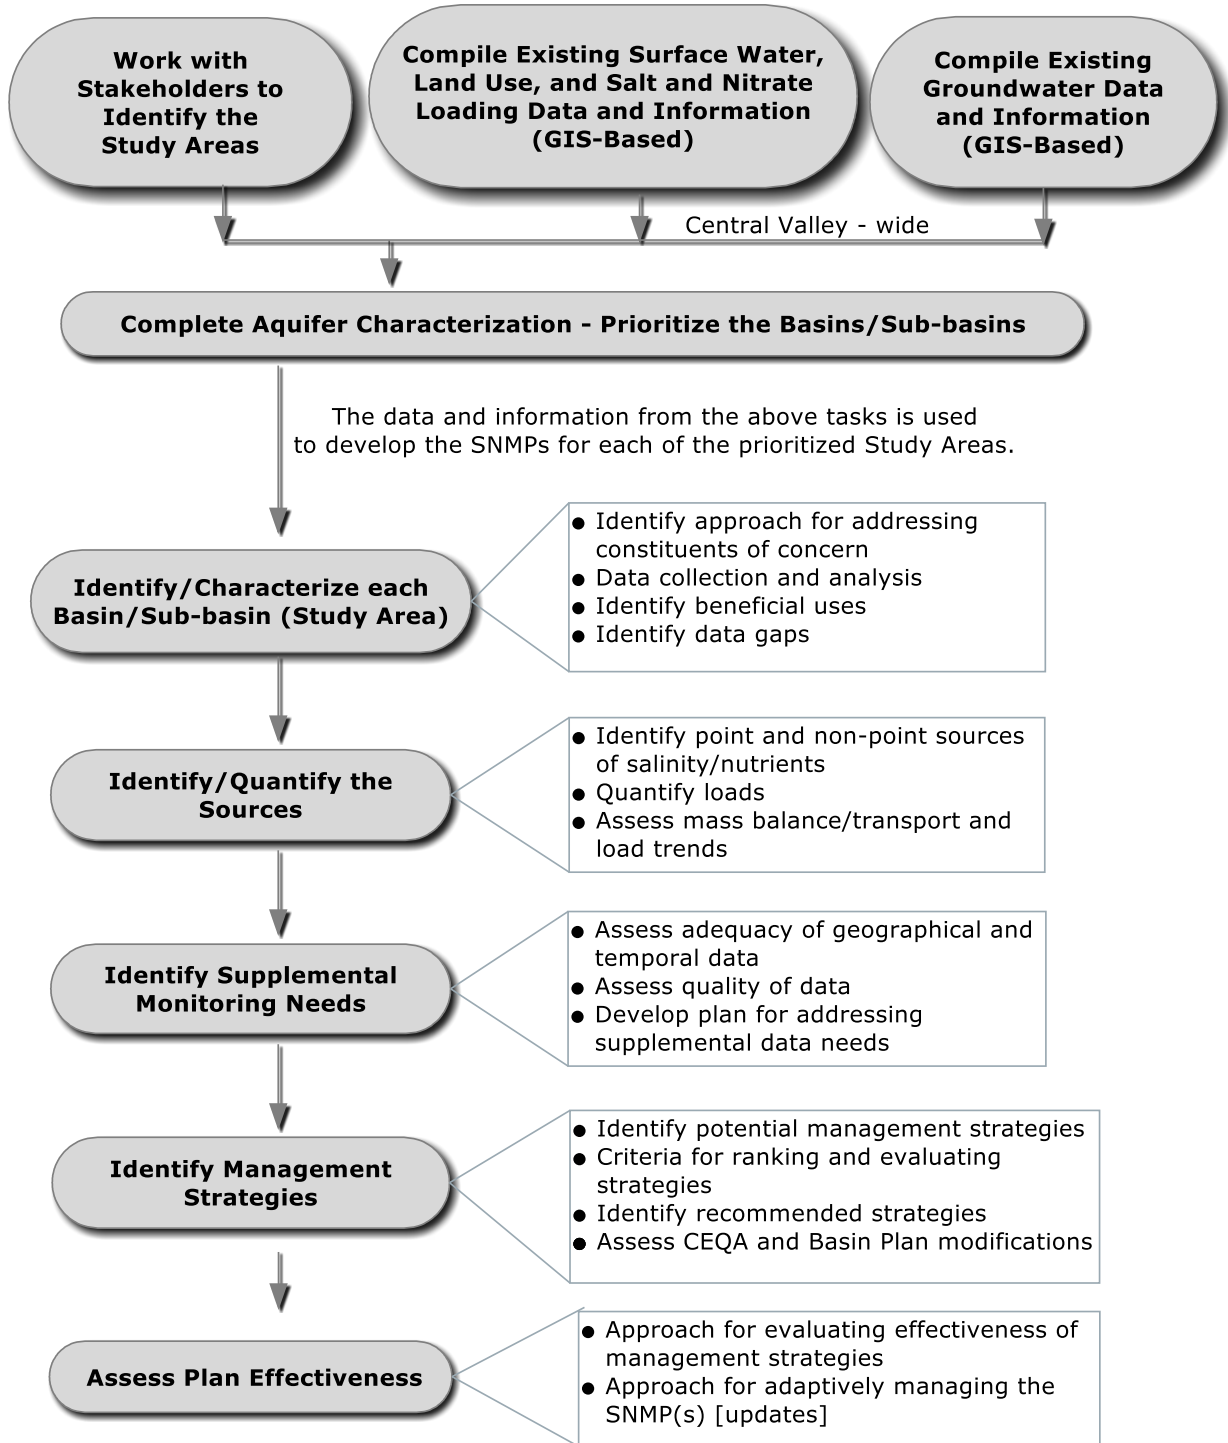 Work with
Stakeholders to
Identify the
Study Areas
Compile Existing Surface Water,
Land Use, and Salt and Nitrate
Loading Data and Information
(GIS-Based)
Compile Existing
Groundwater Data
and Information
(GIS-Based)
Central Valley - wide
Complete Aquifer Characterization - Prioritize the Basins/Sub-basins
The data and information from the above tasks is used
to develop the SNMPs for each of the prioritized Study Areas.
Identify/Characterize each
Basin/Sub-basin (Study Area)
● Identify approach for addressing
constituents of concern
● Data collection and analysis
● Identify beneficial uses
● Identify data gaps
Identify/Quantify the
Sources
● Identify point and non-point sources
of salinity/nutrients
● Quantify loads
● Assess mass balance/transport and
load trends
Identify Supplemental
Monitoring Needs
● Assess adequacy of geographical and
temporal data
● Assess quality of data
● Develop plan for addressing
supplemental data needs
Identify Management
Strategies
● Identify potential management strategies
● Criteria for ranking and evaluating
strategies
● Identify recommended strategies
● Assess CEQA and Basin Plan modifications
Assess Plan Effectiveness
● Approach for evaluating effectiveness of
management strategies
● Approach for adaptively managing the
SNMP(s) [updates]